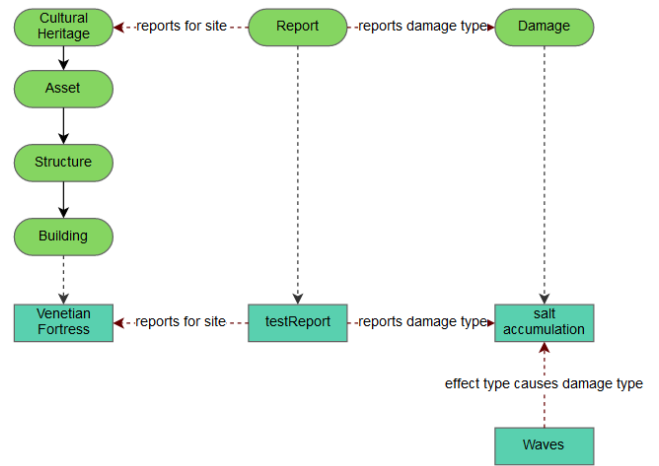 Cultural
Heritage
reports for site
Report
reports damage type
Damage
Asset
Structure
Building
Venetian
Fortress
reports for site
testReport
reports damage type
salt
accumulation
effect type causes damage type
Waves